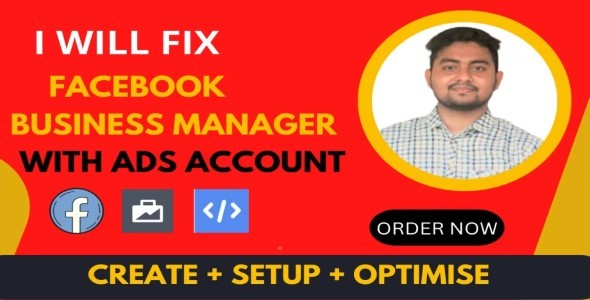 I WILL FIX
FACEBOOK
BUSINESS MANAGER
WITH ADS ACCOUNT
f
</>
ORDER NOW
CREATE + SETUP + OPTIMISE